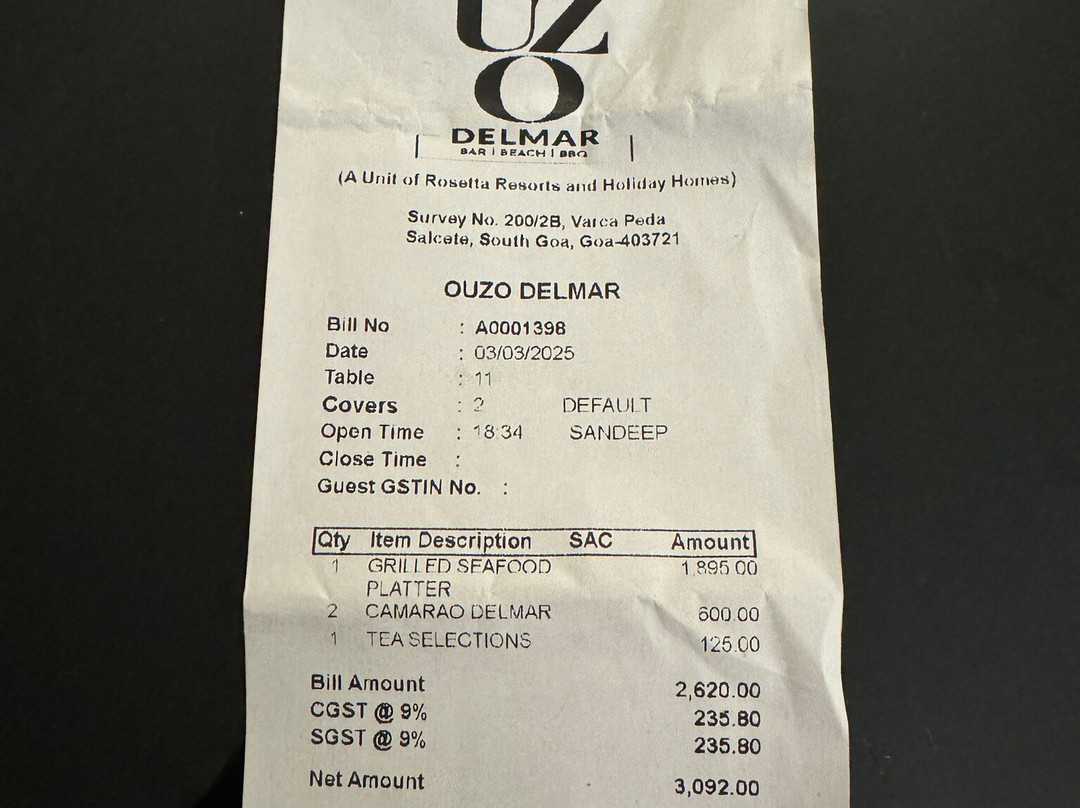 UZ
O
DELMAR
BAR | BEACH | BBQ
(A Unit of Rosetta Resorts and Holiday Homes)
Survey No. 200/2B, Varca Peda
Salcete, South Goa, Goa-403721
OUZO DELMAR
Bill No : A0001398
Date : 03/03/2025
Table : 11
Covers : 2 DEFAULT
Open Time : 18:34 SANDEEP
Close Time :
Guest GSTIN No. :
Qty Item Description SAC Amount
1 GRILLED SEAFOOD 1,895.00
PLATTER
2 CAMARAO DELMAR 600.00
1 TEA SELECTIONS 125.00
Bill Amount 2,620.00
CGST @ 9% 235.80
SGST @ 9% 235.80
Net Amount 3,092.00